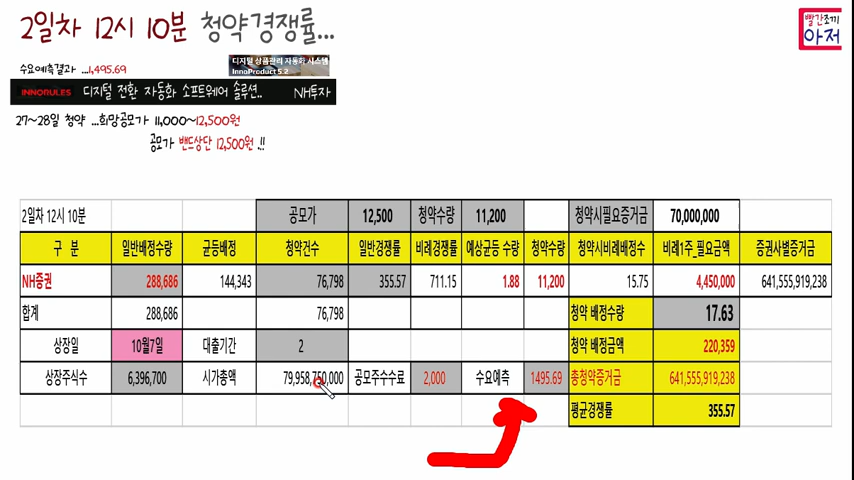 2일차 12시 10분 청약경쟁률...
빨간조끼
아저
수요예측결과 ...1,495.69
디지털 상품관리 자동화 시스템
InnoProduct 5.2
INNORULES 디지털 전환 자동화 소프트웨어 솔루션.. NH투자
27~28일 청약 ...희망공모가 11,000~12,500원
공모가 밴드상단 12,500원 .!!
2일차 12시 10분 공모가 12,500 청약수량 11,200 청약시필요증거금 70,000,000
구 분 일반배정수량 균등배정 청약건수 일반경쟁률 비례경쟁률 예상균등 수량 청약수량 청약시비례배정수 비례1주_필요금액 증권사별증거금
NH증권 288,686 144,343 76,798 355.57 711.15 1.88 11,200 15.75 4,450,000 641,555,919,238
합계 288,686 76,798 청약 배정수량 17.63
상장일 10월7일 대출기간 2 청약 배정금액 220,359
상장주식수 6,396,700 시가총액 79,958,750,000 공모주수수료 2,000 수요예측 1495.69 총청약증거금 641,555,919,238
평균경쟁률 355.57